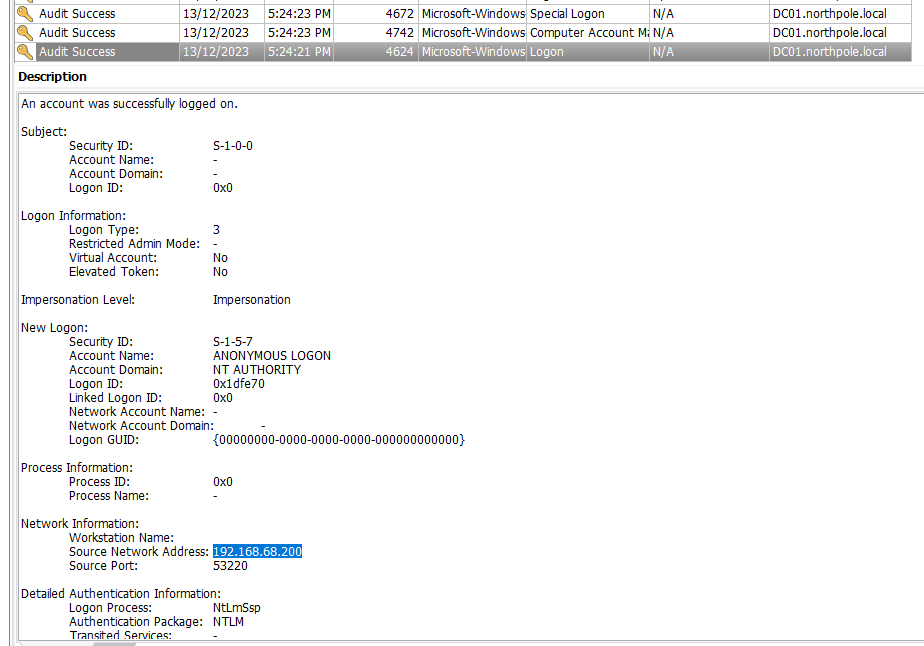 Audit Success 13/12/2023 5:24:23 PM 4672 Microsoft-Windows Special Logon N/A DC01.northpole.local
Audit Success 13/12/2023 5:24:23 PM 4742 Microsoft-Windows Computer Account Ma N/A DC01.northpole.local
Audit Success 13/12/2023 5:24:21 PM 4624 Microsoft-Windows Logon N/A DC01.northpole.local
Description
An account was successfully logged on.
Subject:
Security ID: S-1-0-0
Account Name: -
Account Domain: -
Logon ID: 0x0
Logon Information:
Logon Type: 3
Restricted Admin Mode: -
Virtual Account: No
Elevated Token: No
Impersonation Level: Impersonation
New Logon:
Security ID: S-1-5-7
Account Name: ANONYMOUS LOGON
Account Domain: NT AUTHORITY
Logon ID: 0x1dfe70
Linked Logon ID: 0x0
Network Account Name: -
Network Account Domain: -
Logon GUID: {00000000-0000-0000-0000-000000000000}
Process Information:
Process ID: 0x0
Process Name: -
Network Information:
Workstation Name:
Source Network Address: 192.168.68.200
Source Port: 53220
Detailed Authentication Information:
Logon Process: NtLmSsp
Authentication Package: NTLM
Transited Services: -